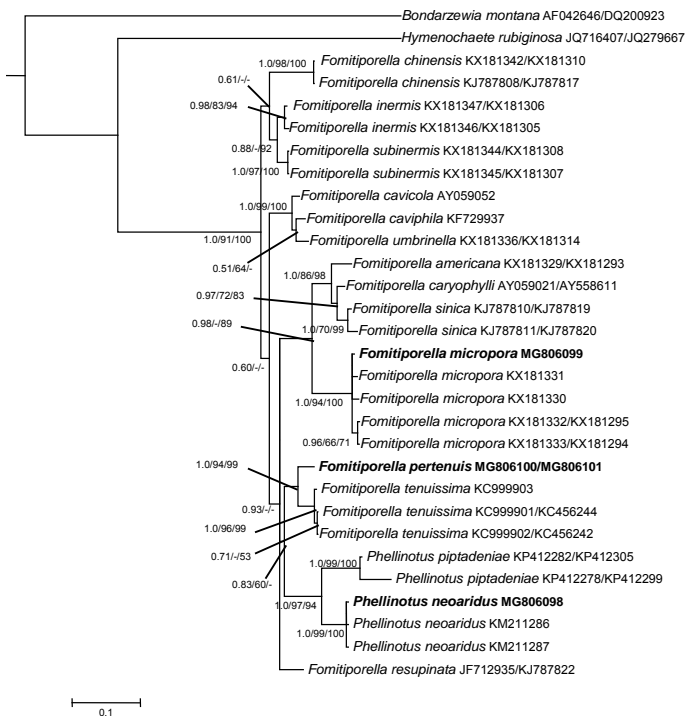 Bondarzewia montana AF042646/DQ200923
Hymenochaete rubiginosa JQ716407/JQ279667
Fomitiporella chinensis KX181342/KX181310
1.0/98/100
0.61/-/-
Fomitiporella chinensis KJ787808/KJ787817
Fomitiporella inermis KX181347/KX181306
0.98/83/94
Fomitiporella inermis KX181346/KX181305
0.88/-/92
Fomitiporella subinermis KX181344/KX181308
1.0/97/100
Fomitiporella subinermis KX181345/KX181307
Fomitiporella cavicola AY059052
1.0/99/100
Fomitiporella caviphila KF729937
1.0/91/100
Fomitiporella umbrinella KX181336/KX181314
0.51/64/-
Fomitiporella americana KX181329/KX181293
1.0/86/98
Fomitiporella caryophylli AY059021/AY558611
0.97/72/83
Fomitiporella sinica KJ787810/KJ787819
0.98/-/89
1.0/70/99
Fomitiporella sinica KJ787811/KJ787820
Fomitiporella micropora MG806099
0.60/-/-
Fomitiporella micropora KX181331
Fomitiporella micropora KX181330
1.0/94/100
Fomitiporella micropora KX181332/KX181295
0.96/66/71
Fomitiporella micropora KX181333/KX181294
1.0/94/99
Fomitiporella pertenuis MG806100/MG806101
Fomitiporella tenuissima KC999903
0.93/-/-
Fomitiporella tenuissima KC999901/KC456244
1.0/96/99
Fomitiporella tenuissima KC999902/KC456242
0.71/-/53
Phellinotus piptadeniae KP412282/KP412305
1.0/99/100
0.83/60/-
Phellinotus piptadeniae KP412278/KP412299
1.0/97/94
Phellinotus neoaridus MG806098
Phellinotus neoaridus KM211286
1.0/99/100
Phellinotus neoaridus KM211287
Fomitiporella resupinata JF712935/KJ787822
0.1